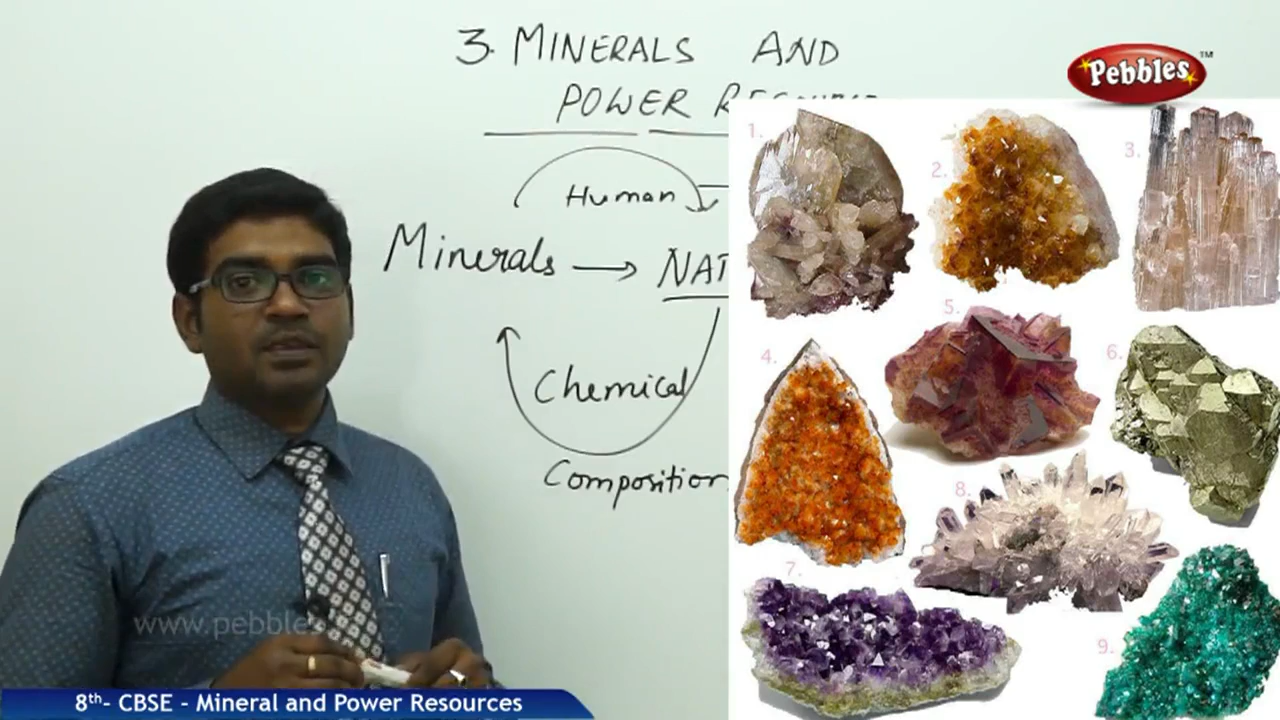 3. MINERALS AND
POWER
Pebbles™
Human
Minerals → NAT
Chemical
Composition
1.
2.
3.
4.
5.
6.
7.
8.
9.
www.pebbles
8th- CBSE - Mineral and Power Resources